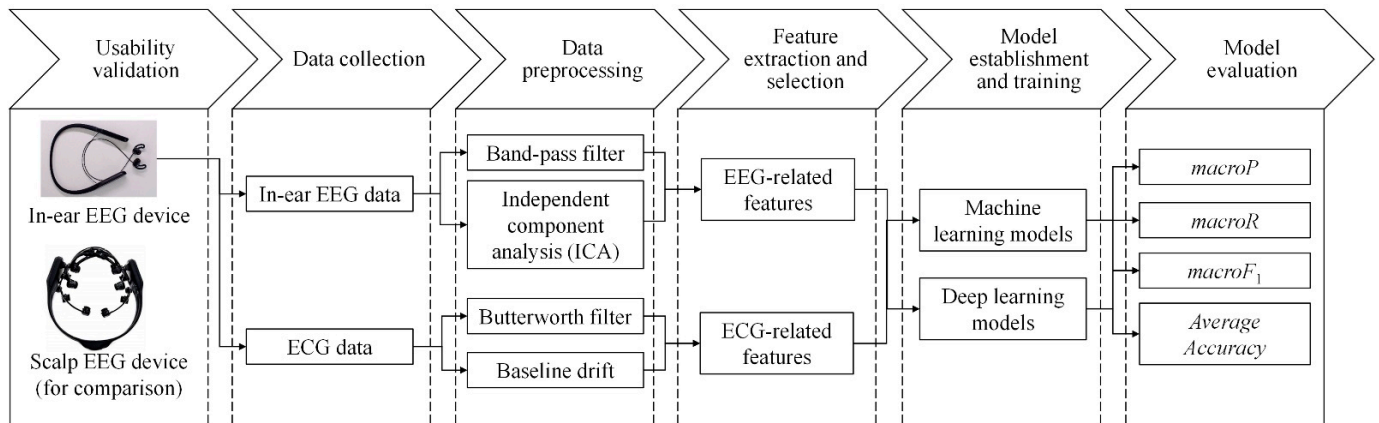 Usability
validation
Data collection
Data
preprocessing
Feature
extraction and
selection
Model
establishment
and training
Model
evaluation
In-ear EEG device
Scalp EEG device
(for comparison)
In-ear EEG data
ECG data
Band-pass filter
Independent
component
analysis (ICA)
Butterworth filter
Baseline drift
EEG-related
features
ECG-related
features
Machine
learning models
Deep learning
models
macroP
macroR
macroF₁
Average
Accuracy